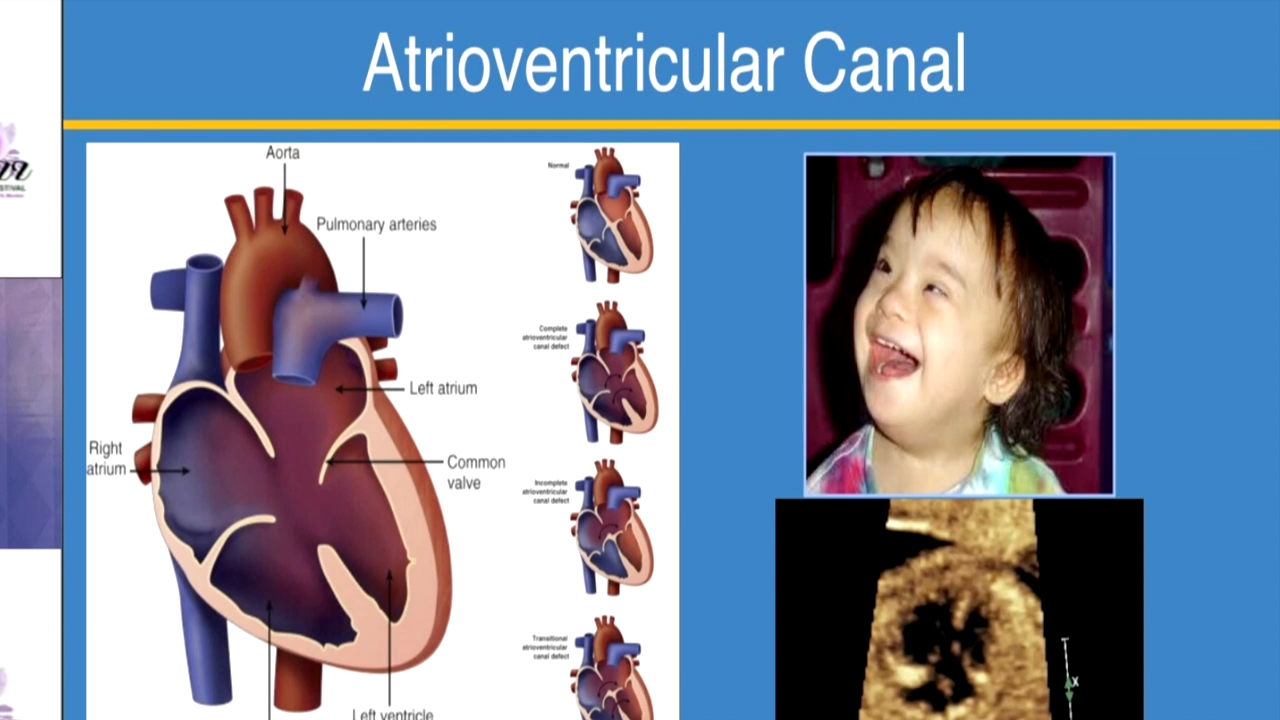 Atrioventricular Canal
STIVAL
Aorta
Pulmonary arteries
Left atrium
Right
atrium
Common
valve
Left ventricle
Normal
Complete
atrioventricular
canal defect
Incomplete
atrioventricular
canal defect
Transitional
atrioventricular
canal defect
x